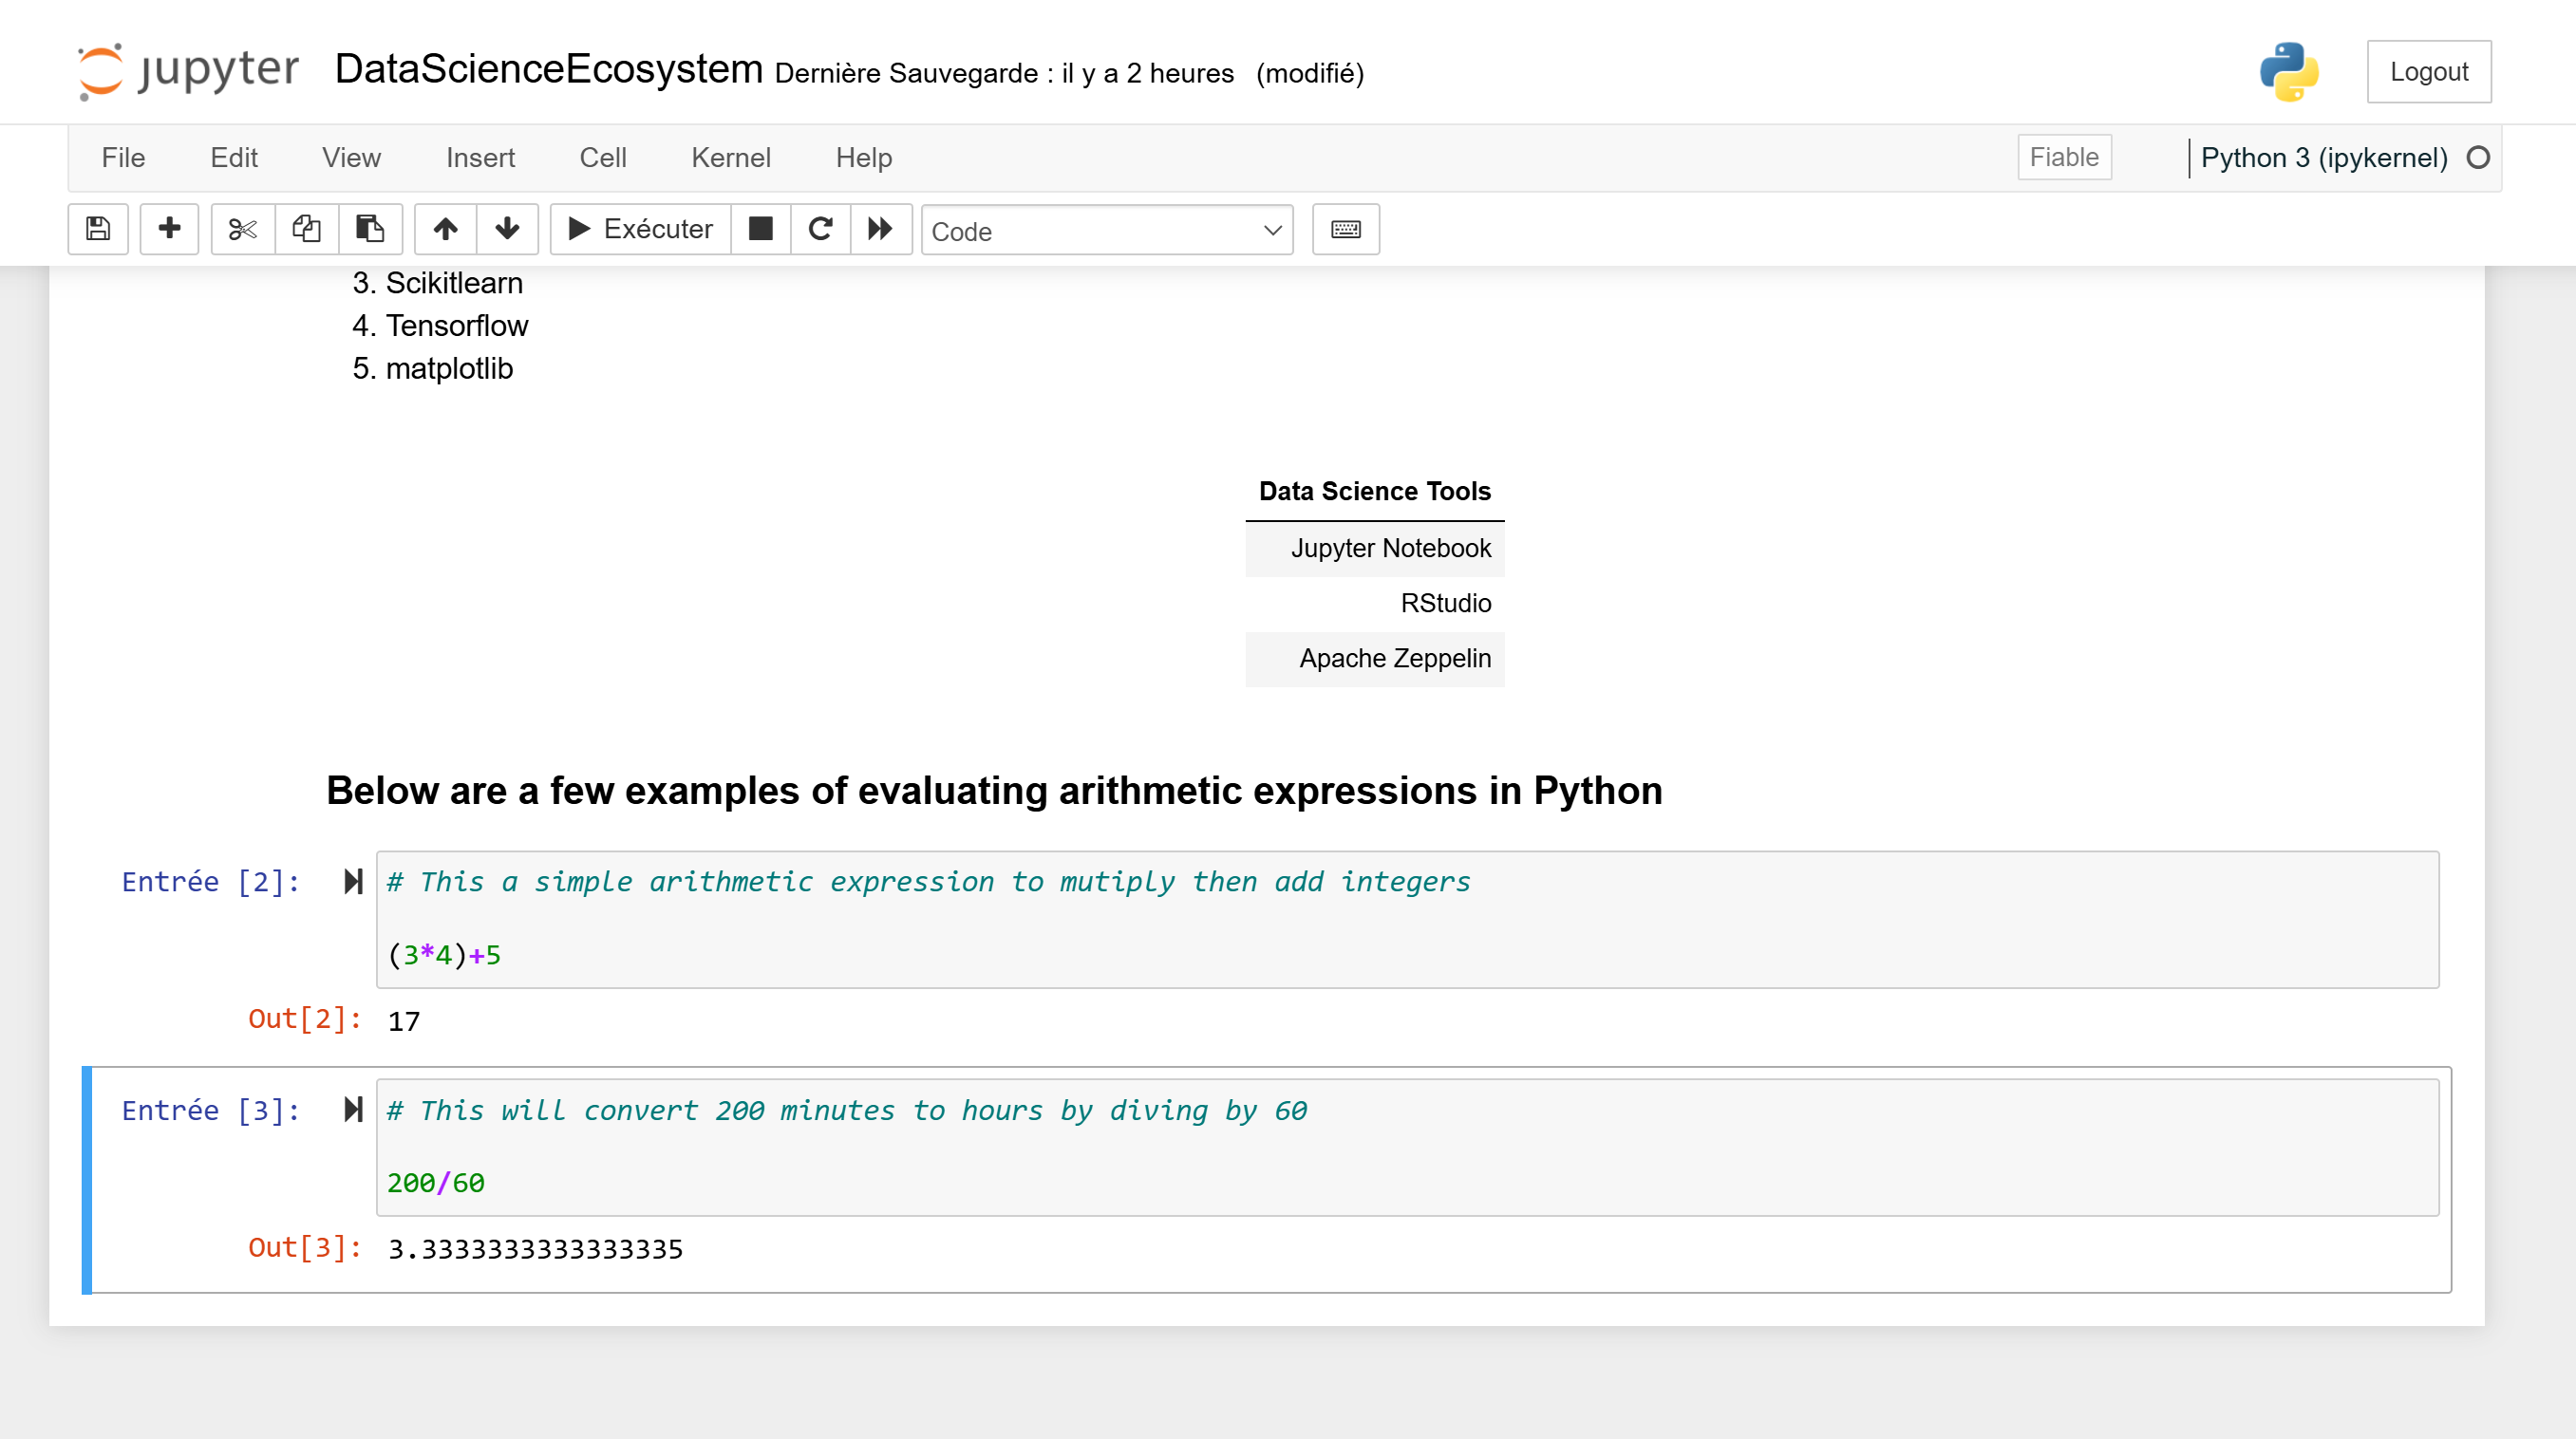 jupyter DataScienceEcosystem Dernière Sauvegarde : il y a 2 heures (modifié) Logout
File Edit View Insert Cell Kernel Help Fiable Python 3 (ipykernel)
Exécuter Code
3. Scikitlearn
4. Tensorflow
5. matplotlib
Data Science Tools
Jupyter Notebook
RStudio
Apache Zeppelin
Below are a few examples of evaluating arithmetic expressions in Python
Entrée [2]: # This a simple arithmetic expression to mutiply then add integers
(3*4)+5
Out[2]: 17
Entrée [3]: # This will convert 200 minutes to hours by diving by 60
200/60
Out[3]: 3.3333333333333335